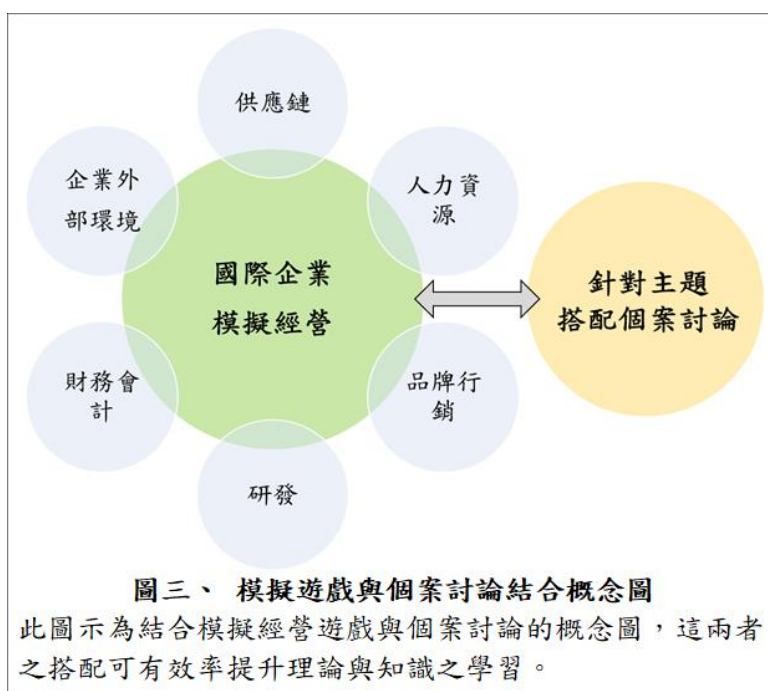 供應鏈
企業外
部環境
人力資
源
國際企業
模擬經營
針對主題
搭配個案討論
財務會
計
品牌行
銷
研發
圖三、 模擬遊戲與個案討論結合概念圖
此圖示為結合模擬經營遊戲與個案討論的概念圖，這兩者
之搭配可有效率提升理論與知識之學習。